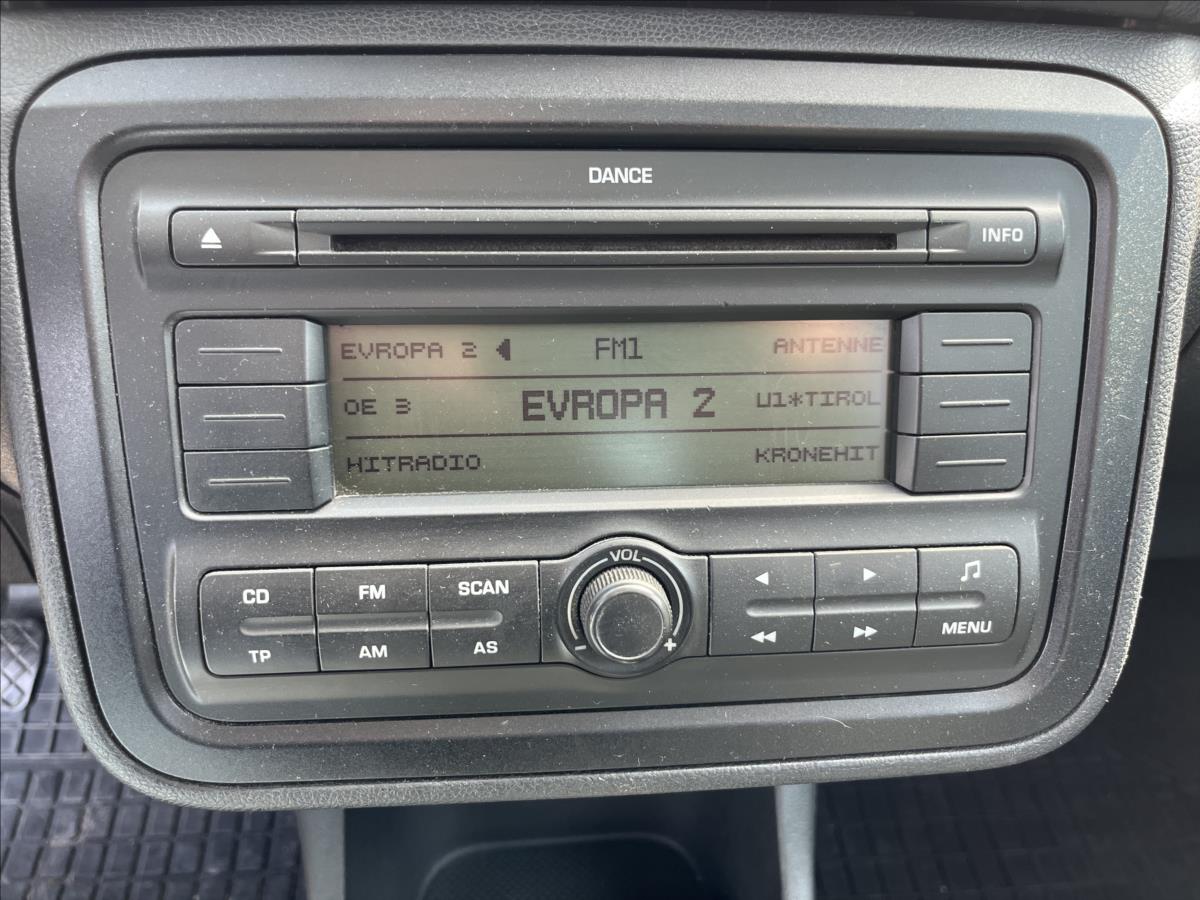 DANCE
INFO
EVROPA 2 FM1 ANTENNE
OE 3 EVROPA 2 U1*TIROL
HITRADIO KRONEHIT
VOL
CD FM SCAN MENU
TP AM AS
- +